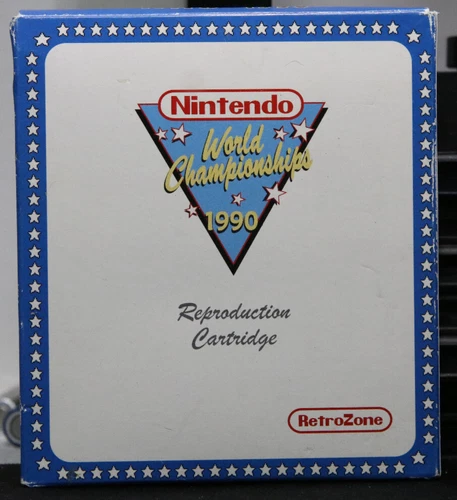 Nintendo
World
Championships
1990
Reproduction
Cartridge
RetroZone